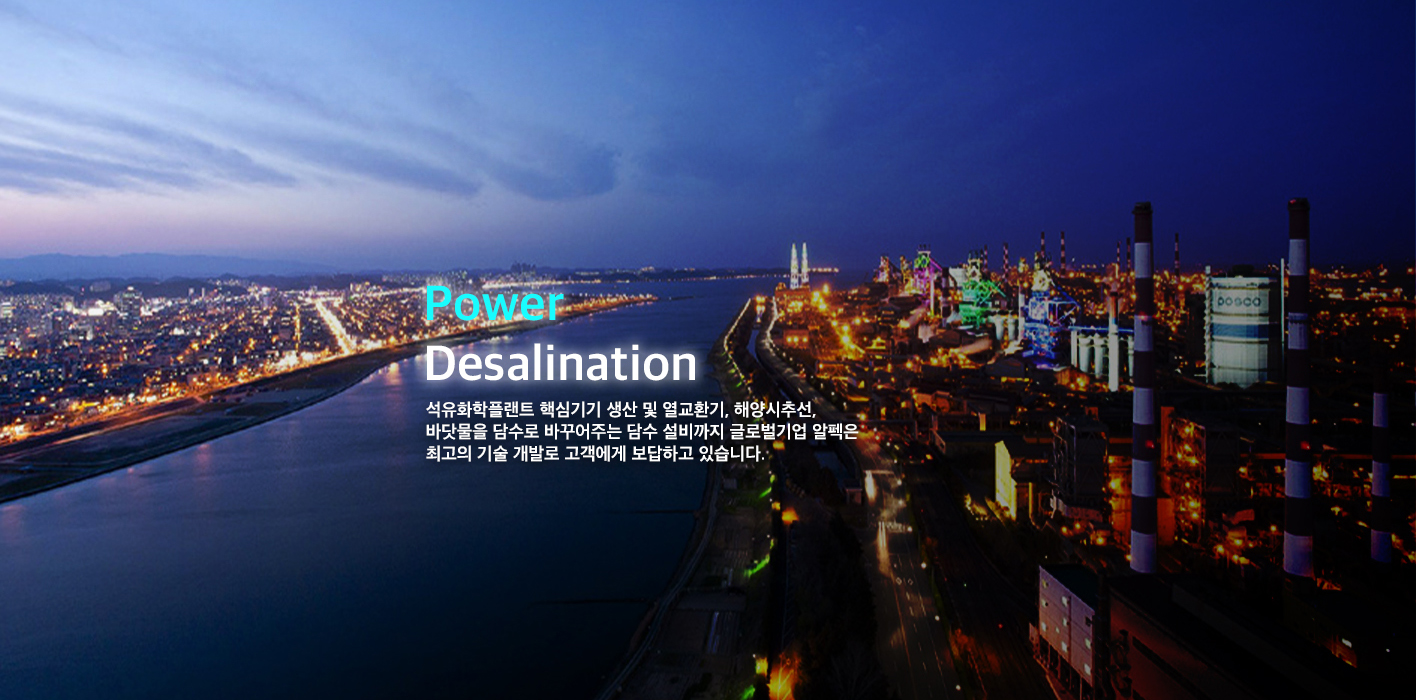 Power
Desalination
석유화학플랜트 핵심기기 생산 및 열교환기, 해양시추선,
바닷물을 담수로 바꾸어주는 담수 설비까지 글로벌기업 알펙은
최고의 기술 개발로 고객에게 보답하고 있습니다.
posco